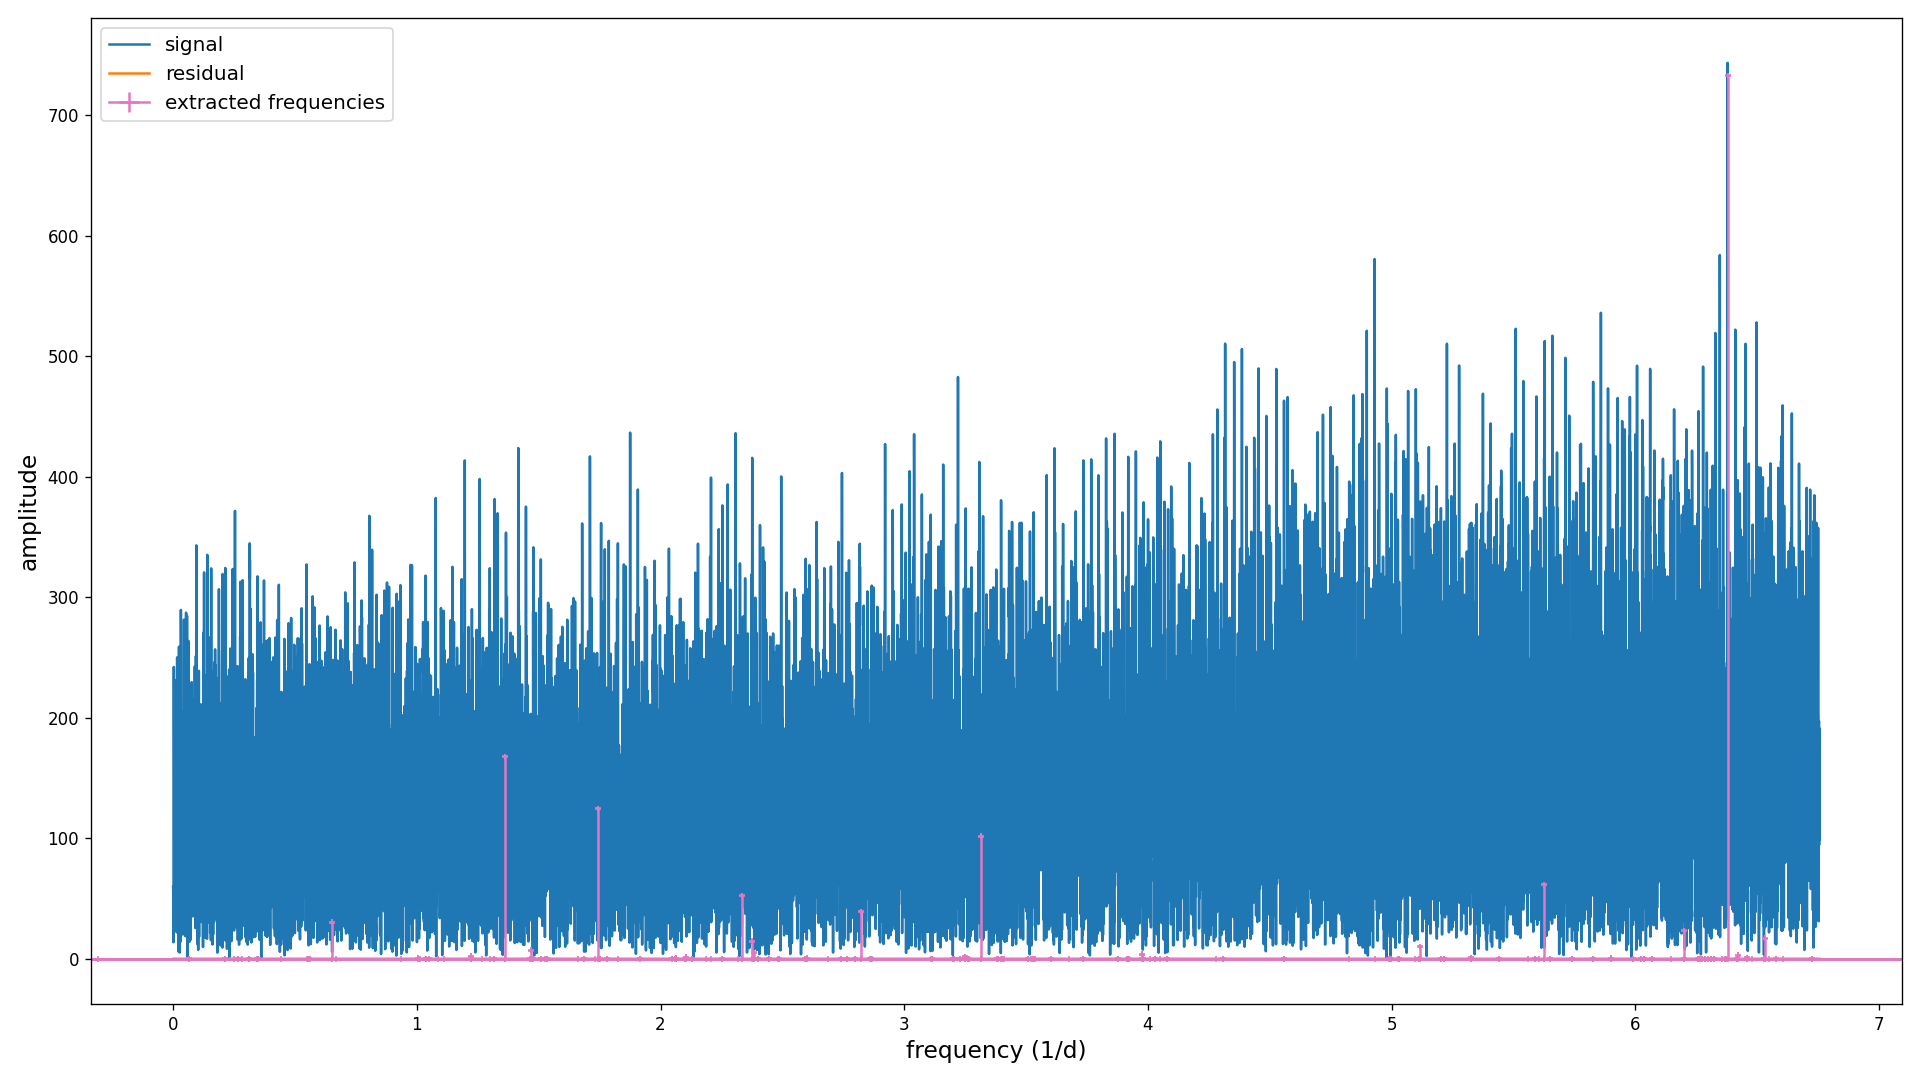 signal
residual
extracted frequencies
amplitude
700
600
500
400
300
200
100
0
0 1 2 3 4 5 6 7
frequency (1/d)